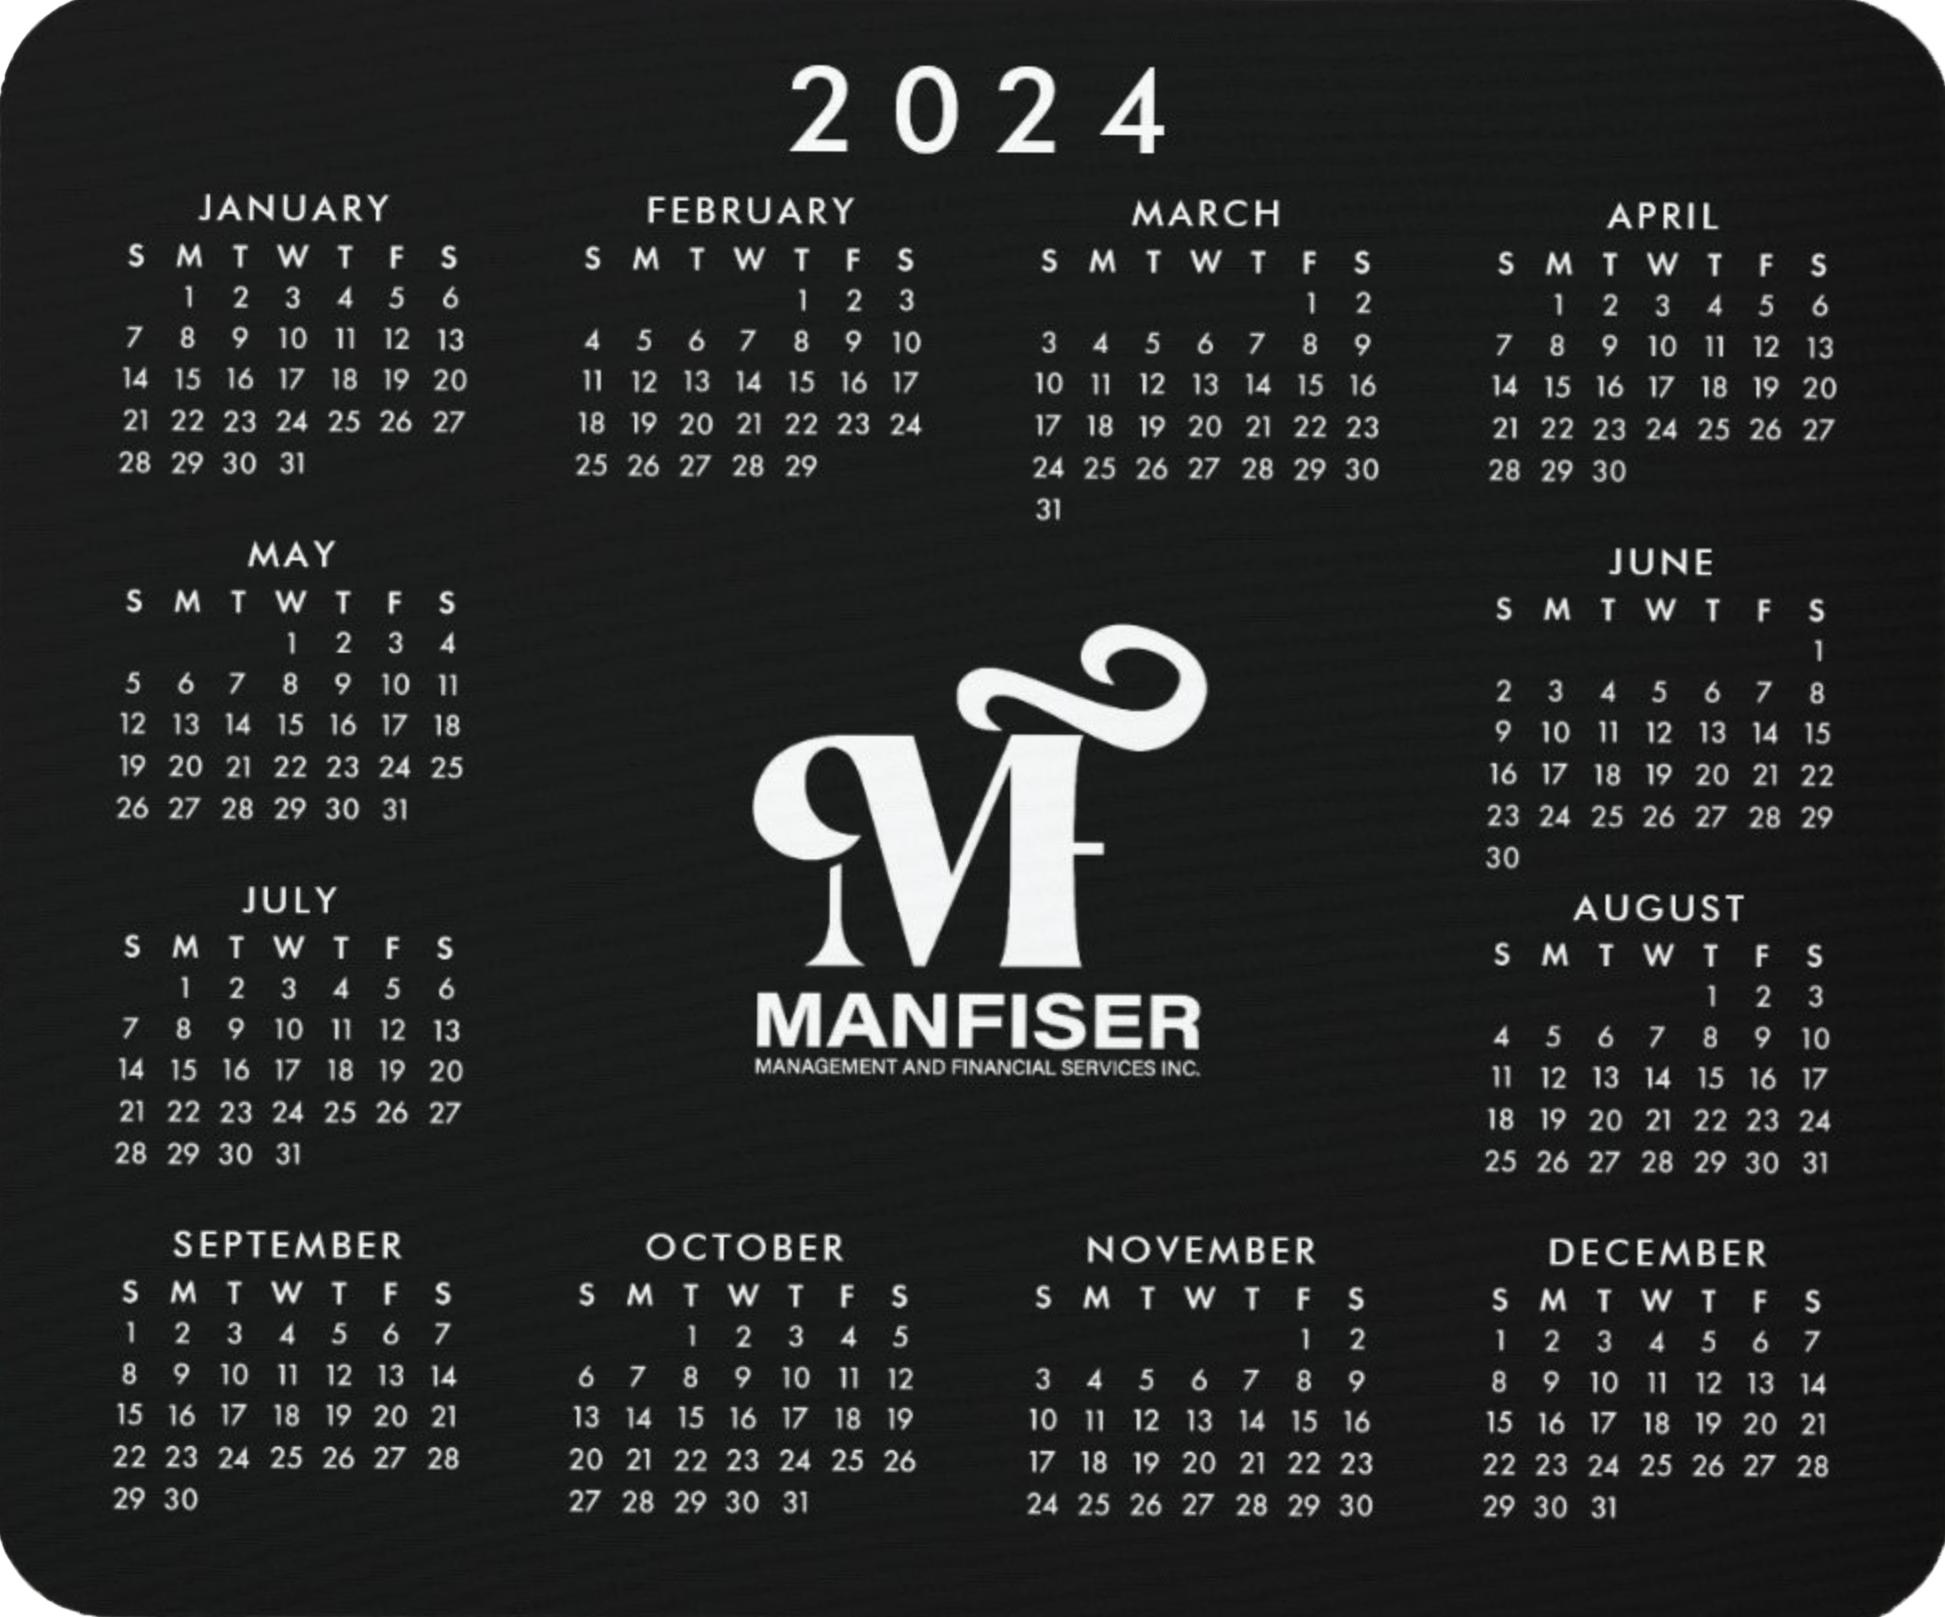 2024
JANUARY
S M T W T F S
1 2 3 4 5 6
7 8 9 10 11 12 13
14 15 16 17 18 19 20
21 22 23 24 25 26 27
28 29 30 31
FEBRUARY
S M T W T F S
1 2 3
4 5 6 7 8 9 10
11 12 13 14 15 16 17
18 19 20 21 22 23 24
25 26 27 28 29
MARCH
S M T W T F S
1 2
3 4 5 6 7 8 9
10 11 12 13 14 15 16
17 18 19 20 21 22 23
24 25 26 27 28 29 30
31
APRIL
S M T W T F S
1 2 3 4 5 6
7 8 9 10 11 12 13
14 15 16 17 18 19 20
21 22 23 24 25 26 27
28 29 30
MAY
S M T W T F S
1 2 3 4
5 6 7 8 9 10 11
12 13 14 15 16 17 18
19 20 21 22 23 24 25
26 27 28 29 30 31
JUNE
S M T W T F S
1
2 3 4 5 6 7 8
9 10 11 12 13 14 15
16 17 18 19 20 21 22
23 24 25 26 27 28 29
30
MF
MANFISER
MANAGEMENT AND FINANCIAL SERVICES INC.
JULY
S M T W T F S
1 2 3 4 5 6
7 8 9 10 11 12 13
14 15 16 17 18 19 20
21 22 23 24 25 26 27
28 29 30 31
AUGUST
S M T W T F S
1 2 3
4 5 6 7 8 9 10
11 12 13 14 15 16 17
18 19 20 21 22 23 24
25 26 27 28 29 30 31
SEPTEMBER
S M T W T F S
1 2 3 4 5 6 7
8 9 10 11 12 13 14
15 16 17 18 19 20 21
22 23 24 25 26 27 28
29 30
OCTOBER
S M T W T F S
1 2 3 4 5
6 7 8 9 10 11 12
13 14 15 16 17 18 19
20 21 22 23 24 25 26
27 28 29 30 31
NOVEMBER
S M T W T F S
1 2
3 4 5 6 7 8 9
10 11 12 13 14 15 16
17 18 19 20 21 22 23
24 25 26 27 28 29 30
DECEMBER
S M T W T F S
1 2 3 4 5 6 7
8 9 10 11 12 13 14
15 16 17 18 19 20 21
22 23 24 25 26 27 28
29 30 31